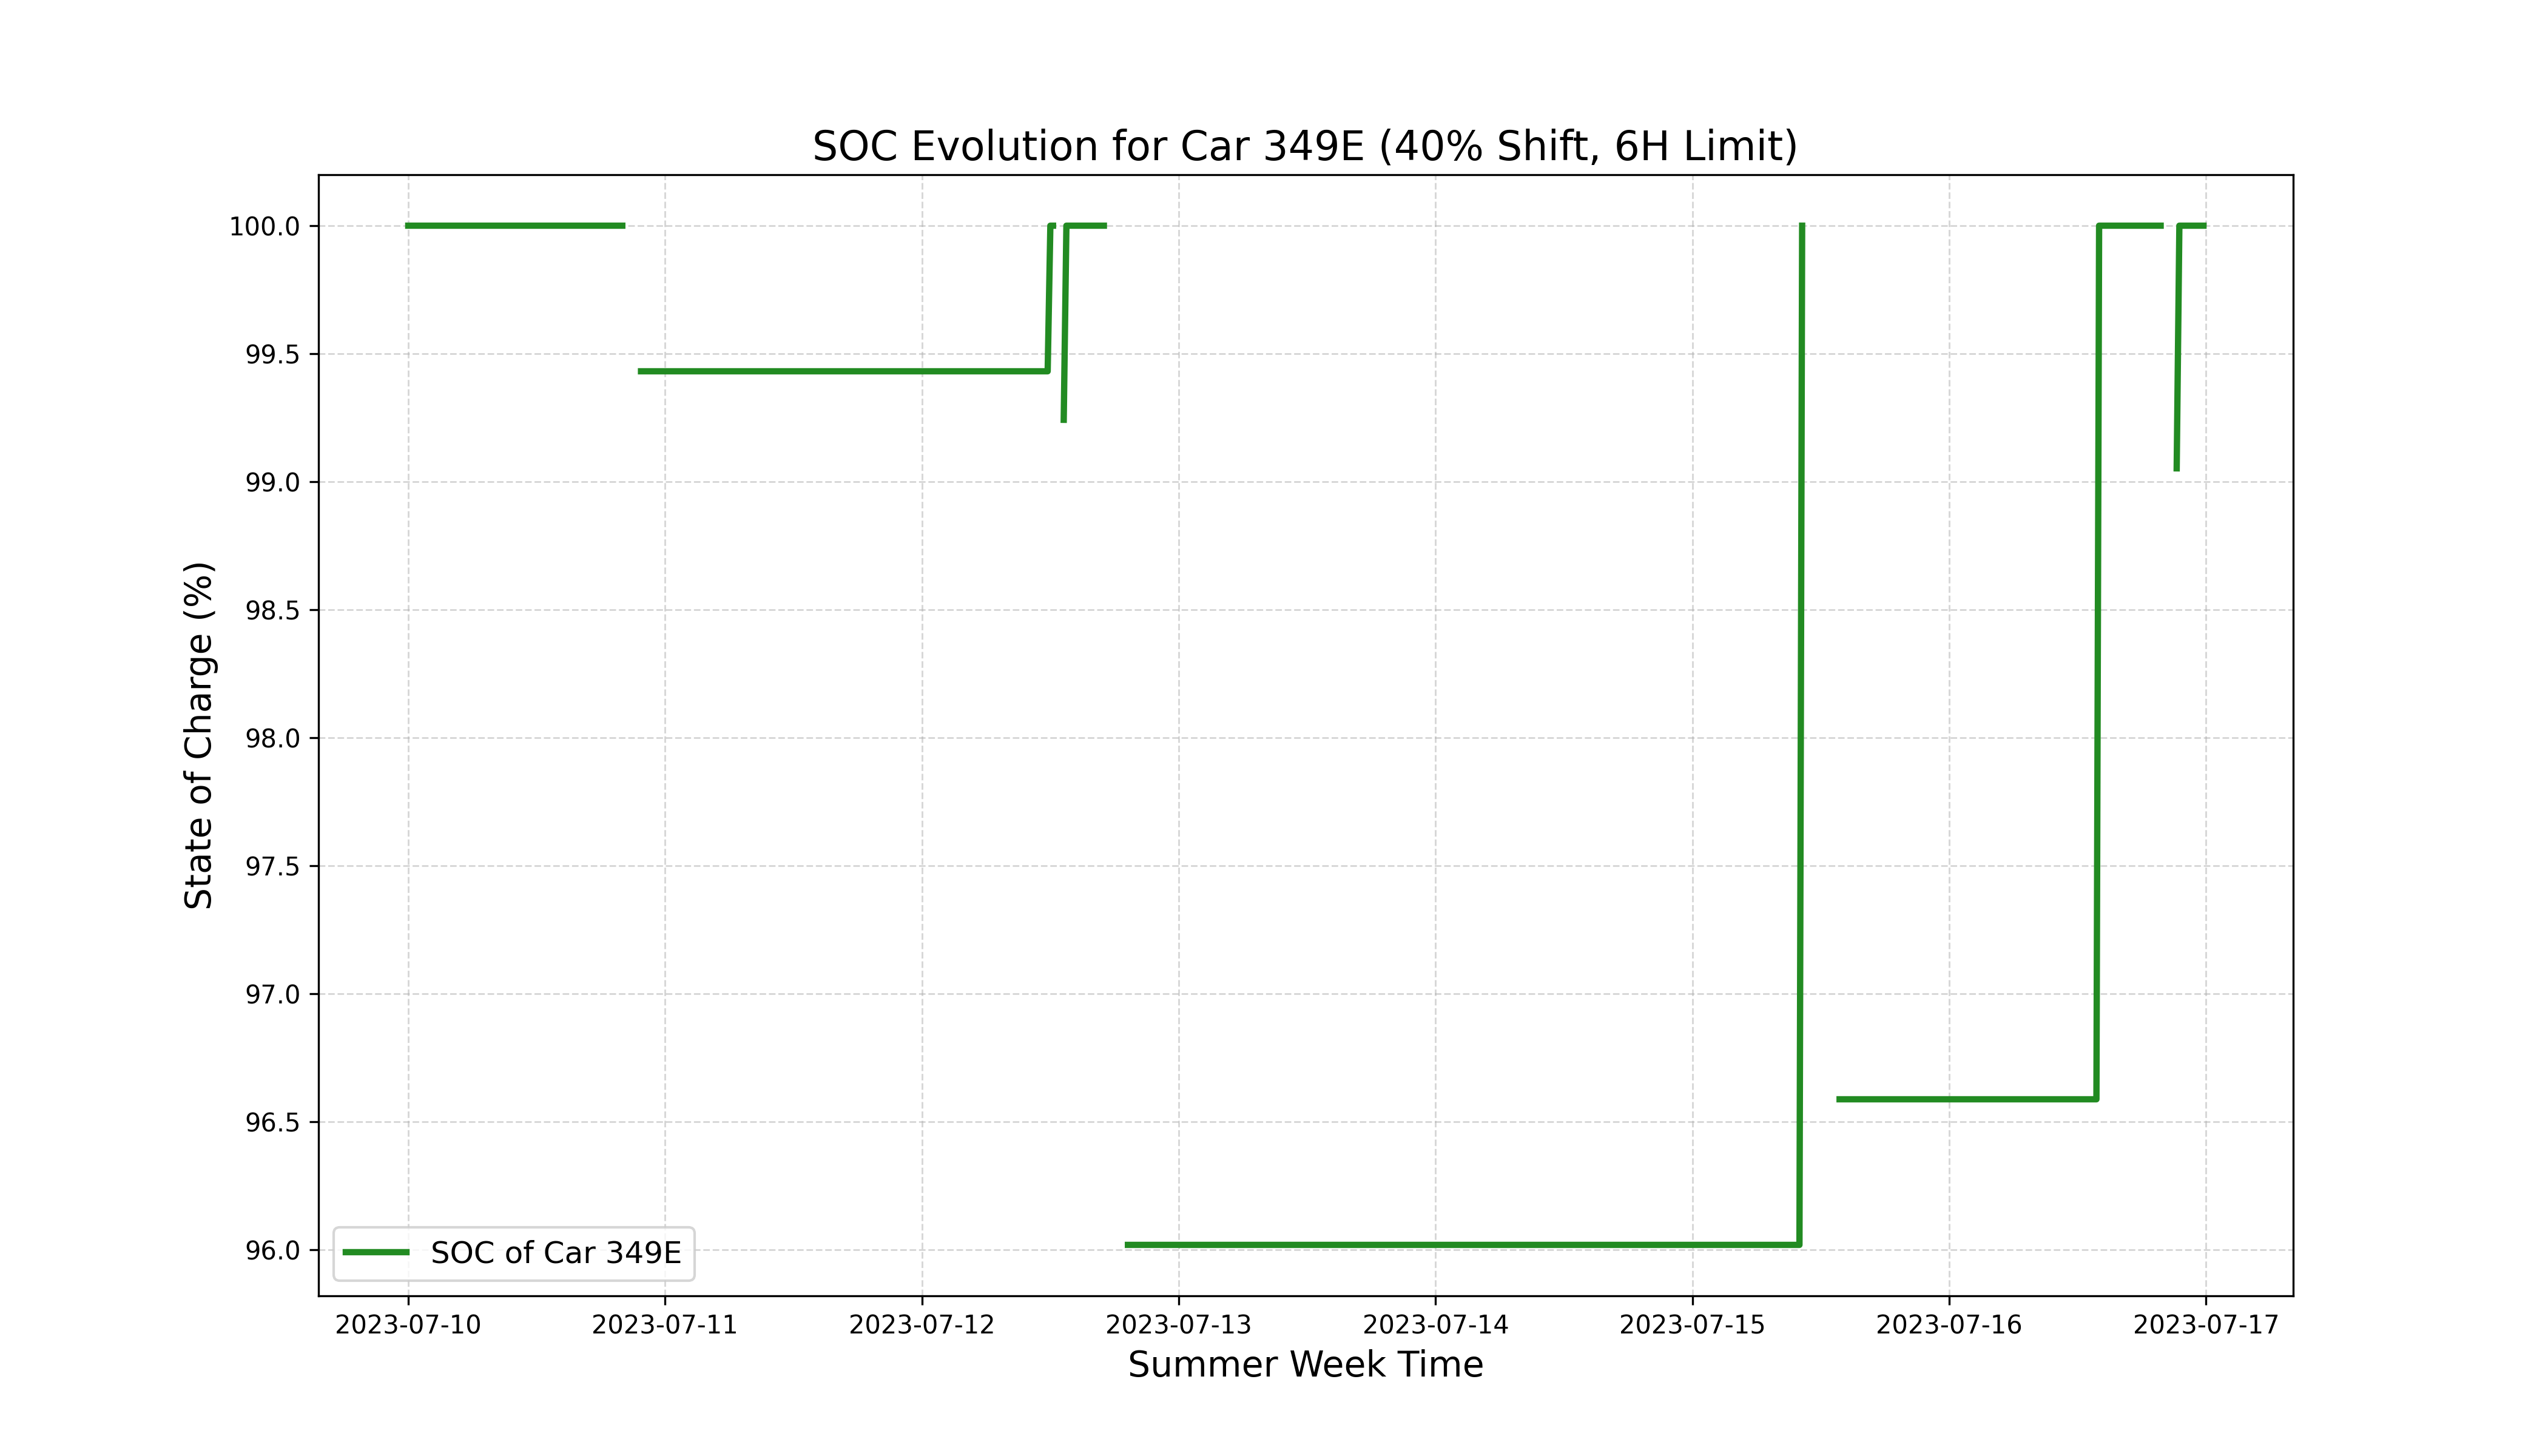 SOC Evolution for Car 349E (40% Shift, 6H Limit)
State of Charge (%)
100.0
99.5
99.0
98.5
98.0
97.5
97.0
96.5
96.0
SOC of Car 349E
2023-07-10 2023-07-11 2023-07-12 2023-07-13 2023-07-14 2023-07-15 2023-07-16 2023-07-17
Summer Week Time